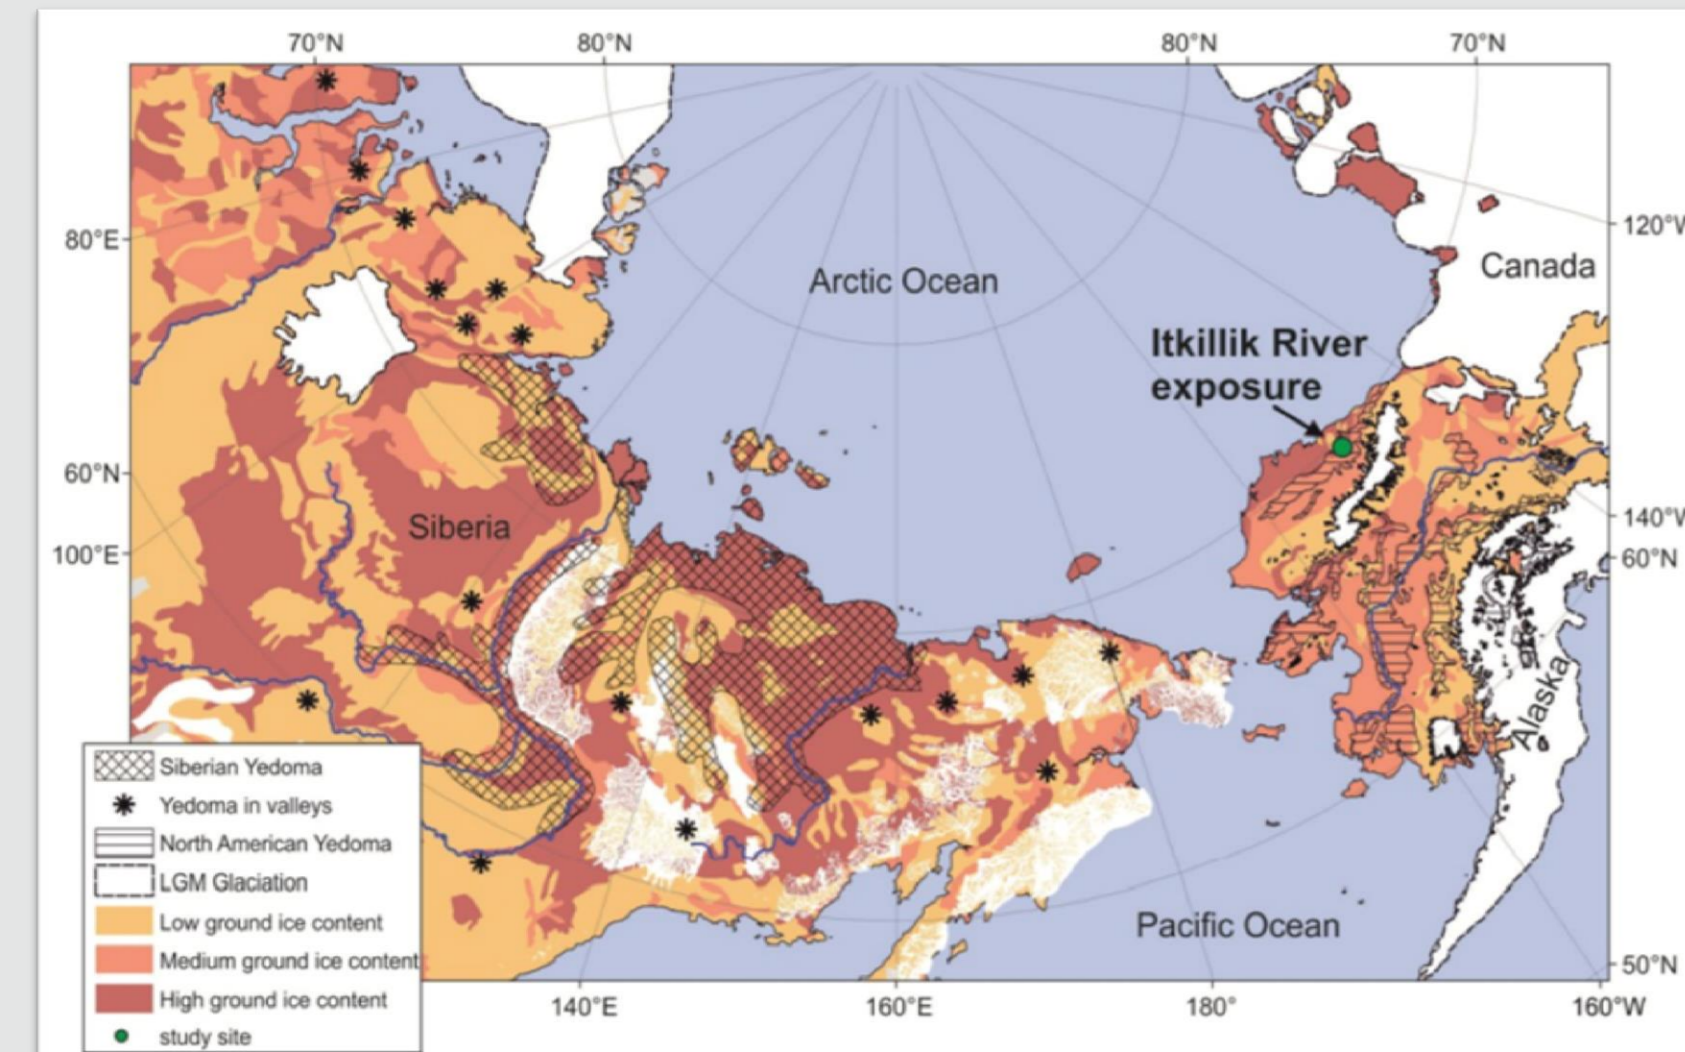 70°N
80°N
80°N
70°N
80°E
120°W
Arctic Ocean
Canada
Itkillik River
exposure
60°N
Siberia
140°W
100°E
60°N
Alaska
Siberian Yedoma
Yedoma in valleys
North American Yedoma
LGM Glaciation
Low ground ice content
Pacific Ocean
Medium ground ice content
50°N
High ground ice content
140°E
160°E
180°
160°W
study site